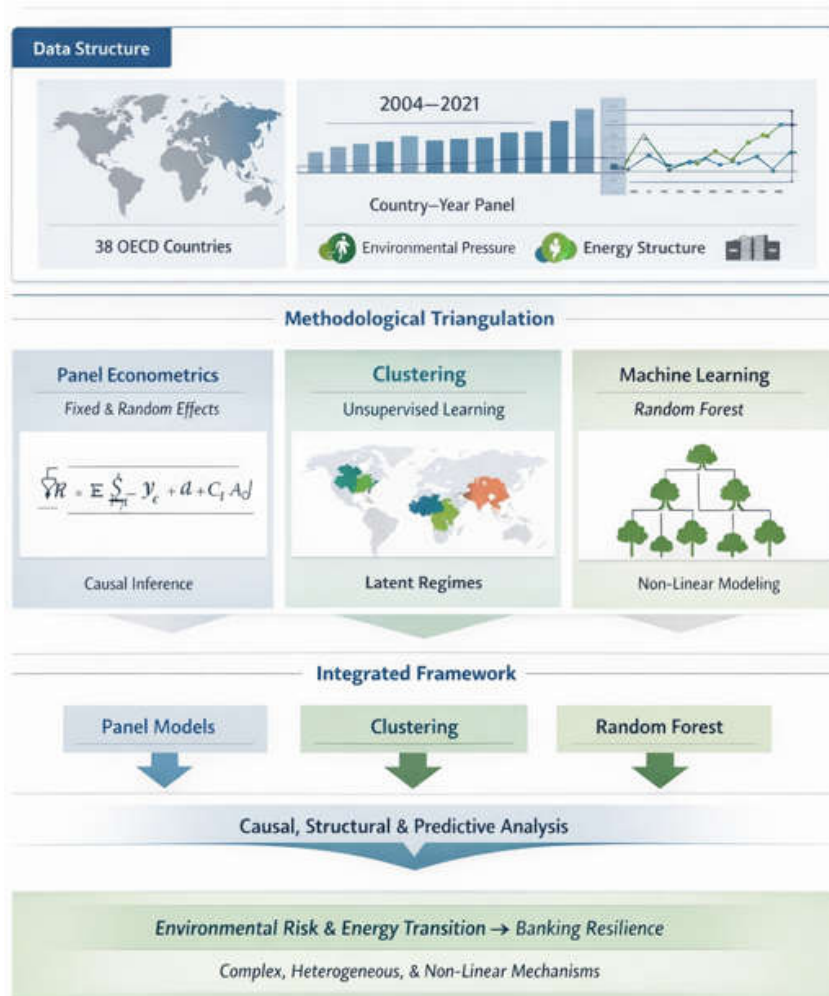 Data Structure
2004—2021
Country—Year Panel
38 OECD Countries
Environmental Pressure
Energy Structure
Methodological Triangulation
Panel Econometrics
Fixed & Random Effects
Causal Inference
Clustering
Unsupervised Learning
Latent Regimes
Machine Learning
Random Forest
Non-Linear Modeling
Integrated Framework
Panel Models
Clustering
Random Forest
Causal, Structural & Predictive Analysis
Environmental Risk & Energy Transition → Banking Resilience
Complex, Heterogeneous, & Non-Linear Mechanisms